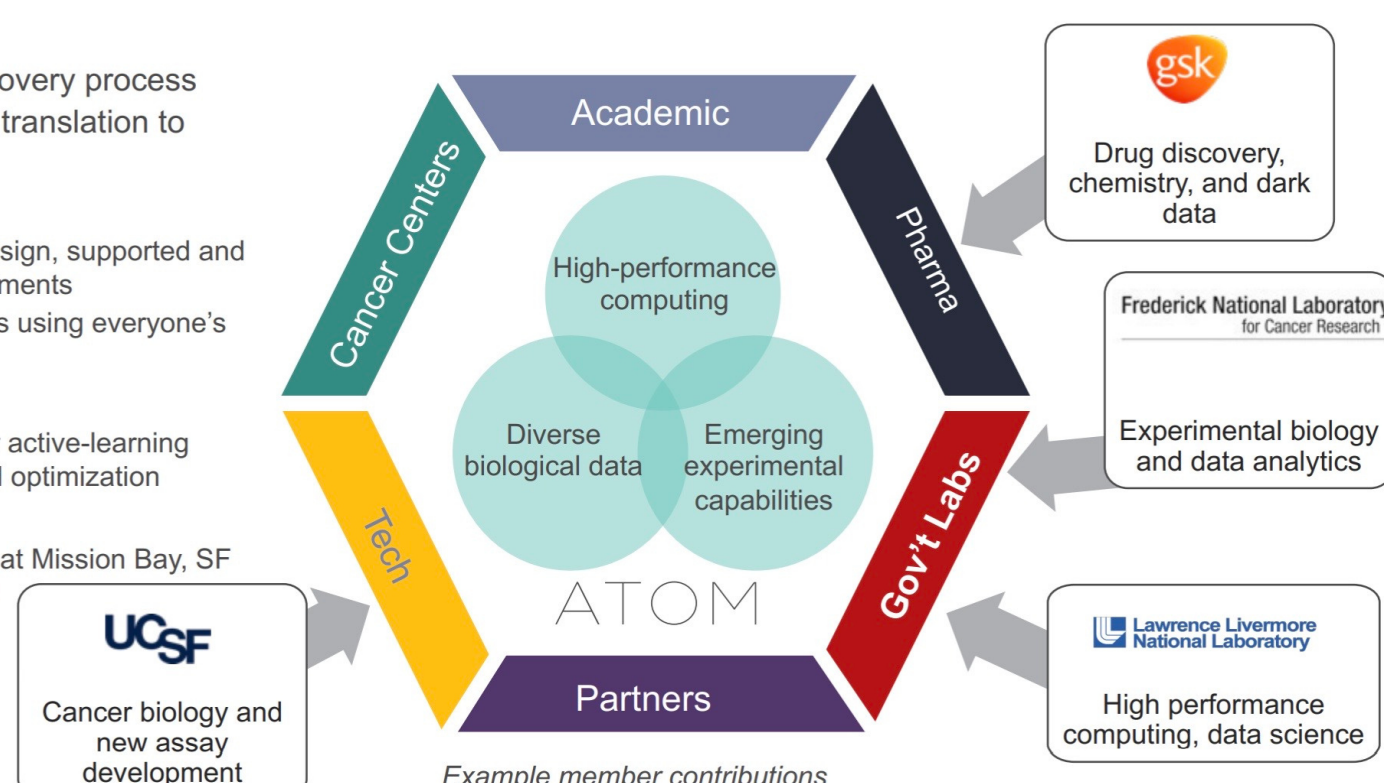 overy process
translation to
sign, supported and
ments
s using everyone's
active-learning
optimization
at Mission Bay, SF
UCSF
Cancer biology and
new assay
development
Academic
Cancer Centers
Pharma
Tech
Gov't Labs
Partners
High-performance
computing
Diverse
biological data
Emerging
experimental
capabilities
ATOM
Example member contributions
gsk
Drug discovery,
chemistry, and dark
data
Frederick National Laboratory
for Cancer Research
Experimental biology
and data analytics
Lawrence Livermore
National Laboratory
High performance
computing, data science